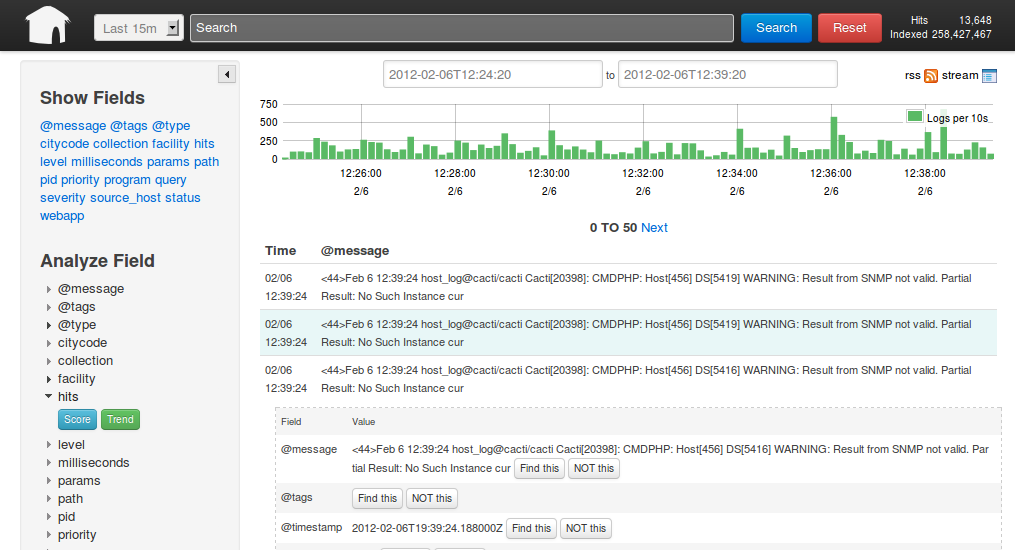 Last 15m Search Search Reset Hits 13,648
Indexed 258,427,467
2012-02-06T12:24:20 to 2012-02-06T12:39:20 rss stream
Show Fields
@message @tags @type
citycode collection facility hits
level milliseconds params path
pid priority program query
severity source_host status
webapp
Analyze Field
@message
@tags
@type
citycode
collection
facility
hits
Score Trend
level
milliseconds
params
path
pid
priority
750
500
250
0
Logs per 10s
12:26:00 12:28:00 12:30:00 12:32:00 12:34:00 12:36:00 12:38:00
2/6 2/6 2/6 2/6 2/6 2/6 2/6
0 TO 50 Next
Time @message
02/06 <44>Feb 6 12:39:24 host_log@cacti/cacti Cacti[20398]: CMDPHP: Host[456] DS[5419] WARNING: Result from SNMP not valid. Partial
12:39:24 Result: No Such Instance cur
02/06 <44>Feb 6 12:39:24 host_log@cacti/cacti Cacti[20398]: CMDPHP: Host[456] DS[5419] WARNING: Result from SNMP not valid. Partial
12:39:24 Result: No Such Instance cur
02/06 <44>Feb 6 12:39:24 host_log@cacti/cacti Cacti[20398]: CMDPHP: Host[456] DS[5416] WARNING: Result from SNMP not valid. Partial
12:39:24 Result: No Such Instance cur
Field Value
@message <44>Feb 6 12:39:24 host_log@cacti/cacti Cacti[20398]: CMDPHP: Host[456] DS[5416] WARNING: Result from SNMP not valid. Par
tial Result: No Such Instance cur Find this NOT this
@tags Find this NOT this
@timestamp 2012-02-06T19:39:24.188000Z Find this NOT this